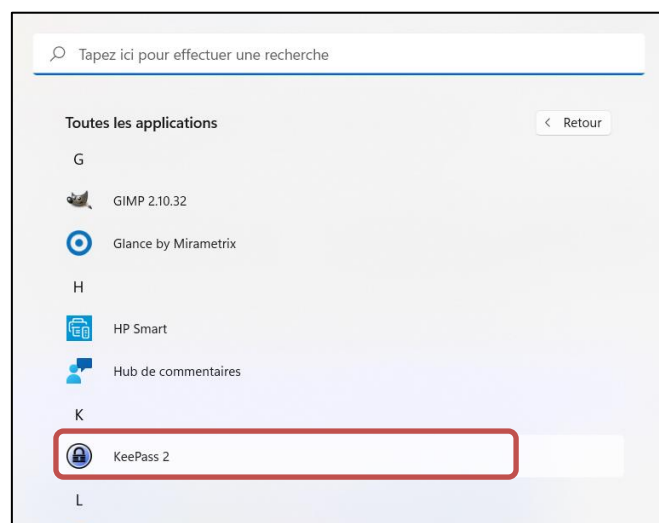 Tapez ici pour effectuer une recherche
Toutes les applications
Retour
G
GIMP 2.10.32
Glance by Mirametrix
H
HP Smart
Hub de commentaires
K
KeePass 2
L